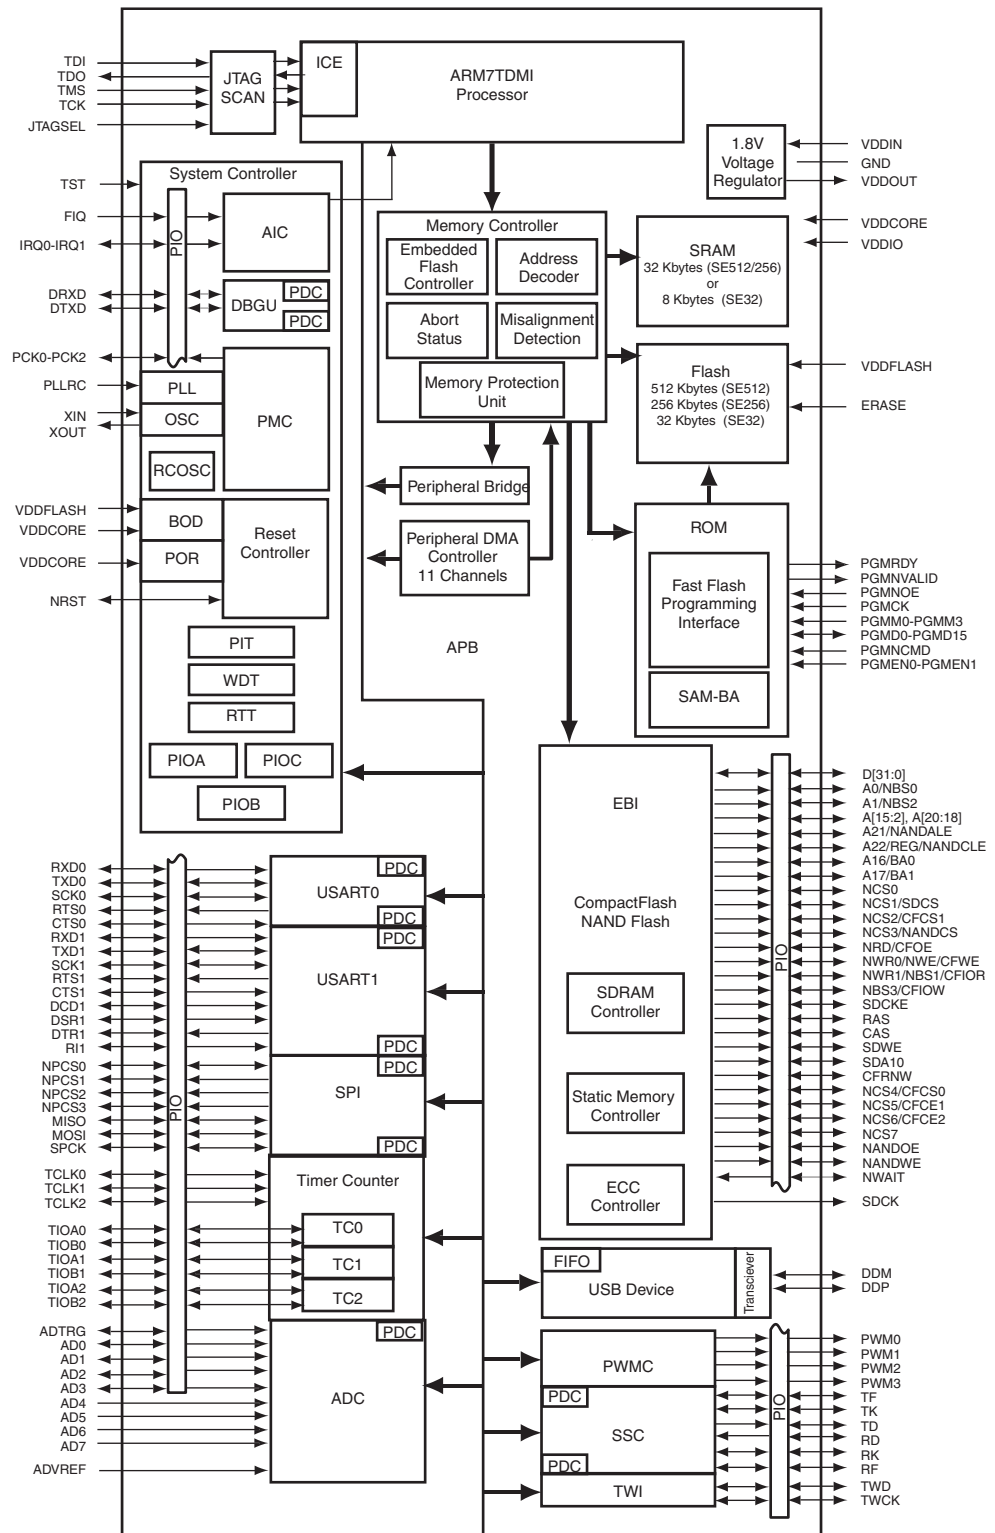 TDI
TDO
TMS
TCK
JTAGSEL
JTAG
SCAN
ICE
ARM7TDMI
Processor
1.8V
Voltage
Regulator
VDDIN
GND
VDDOUT
VDDCORE
VDDIO
System Controller
TST
FIQ
IRQ0-IRQ1
PIO
AIC
DRXD
DTXD
DBGU
PDC
PDC
PCK0-PCK2
PLLRC
PLL
XIN
XOUT
OSC
PMC
RCOSC
VDDFLASH
VDDCORE
BOD
VDDCORE
POR
Reset
Controller
NRST
PIT
WDT
RTT
PIOA
PIOC
PIOB
Memory Controller
Embedded
Flash
Controller
Address
Decoder
Abort
Status
Misalignment
Detection
Memory Protection
Unit
Peripheral Bridge
Peripheral DMA
Controller
11 Channels
APB
SRAM
32 Kbytes (SE512/256)
or
8 Kbytes (SE32)
Flash
512 Kbytes (SE512)
256 Kbytes (SE256)
32 Kbytes (SE32)
VDDFLASH
ERASE
ROM
Fast Flash
Programming
Interface
SAM-BA
PGMRDY
PGMNVALID
PGMNOE
PGMCK
PGMM0-PGMM3
PGMD0-PGMD15
PGMNCMD
PGMEN0-PGMEN1
EBI
CompactFlash
NAND Flash
SDRAM
Controller
Static Memory
Controller
ECC
Controller
PIO
D[31:0]
A0/NBS0
A1/NBS2
A[15:2], A[20:18]
A21/NANDALE
A22/REG/NANDCLE
A16/BA0
A17/BA1
NCS0
NCS1/SDCS
NCS2/CFCS1
NCS3/NANDCS
NRD/CFOE
NWR0/NWE/CFWE
NWR1/NBS1/CFIOR
NBS3/CFIOW
SDCKE
RAS
CAS
SDWE
SDA10
CFRNW
NCS4/CFCS0
NCS5/CFCE1
NCS6/CFCE2
NCS7
NANDOE
NANDWE
NWAIT
SDCK
RXD0
TXD0
SCK0
RTS0
CTS0
RXD1
TXD1
SCK1
RTS1
CTS1
DCD1
DSR1
DTR1
RI1
NPCS0
NPCS1
NPCS2
NPCS3
MISO
MOSI
SPCK
TCLK0
TCLK1
TCLK2
TIOA0
TIOB0
TIOA1
TIOB1
TIOA2
TIOB2
ADTRG
AD0
AD1
AD2
AD3
AD4
AD5
AD6
AD7
ADVREF
PIO
PDC
USART0
PDC
PDC
USART1
PDC
PDC
SPI
PDC
Timer Counter
TC0
TC1
TC2
PDC
ADC
FIFO
USB Device
Transciever
DDM
DDP
PWMC
PDC
SSC
PDC
TWI
PIO
PWM0
PWM1
PWM2
PWM3
TF
TK
TD
RD
RK
RF
TWD
TWCK